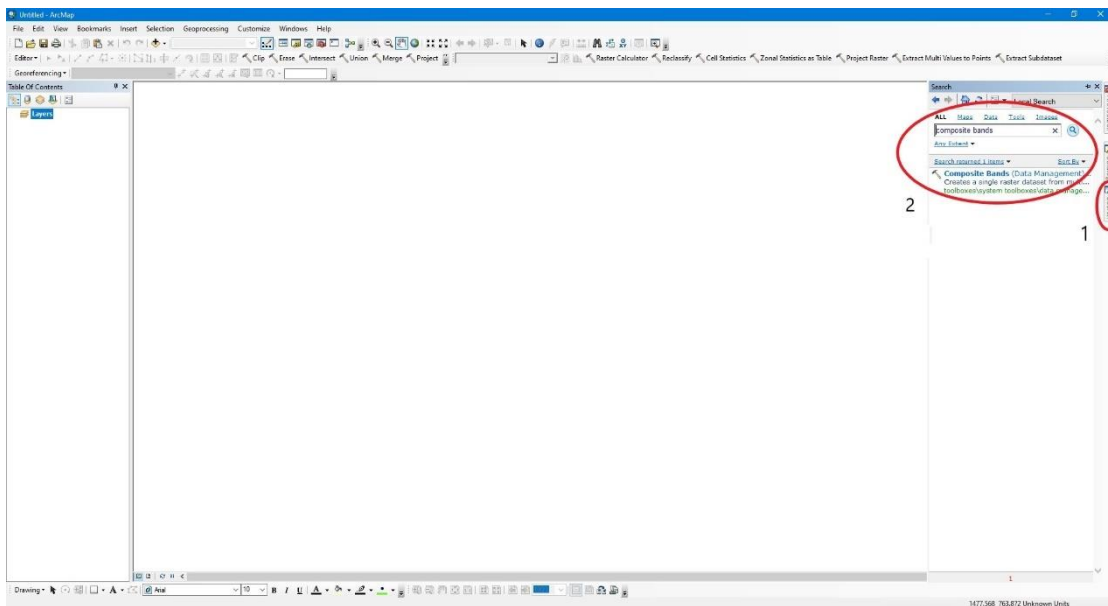 Untitled - ArcMap
File Edit View Bookmarks Insert Selection Geoprocessing Customize Windows Help
Editor Clip Erase Intersect Union Merge Project Raster Calculator Reclassify Cell Statistics Zonal Statistics as Table Project Raster Extract Multi Values to Points Extract Subdataset
Georeferencing
Table Of Contents
Layers
Search
Local Search
ALL Maps Data Tools Images
composite bands
Any Extent
Search returned 1 items Sort By
Composite Bands (Data Management)...
Creates a single raster dataset from mult...
toolboxes\system toolboxes\data manage...
2
1
1
Drawing A Arial 10 B I U A
1477.568 763.872 Unknown Units